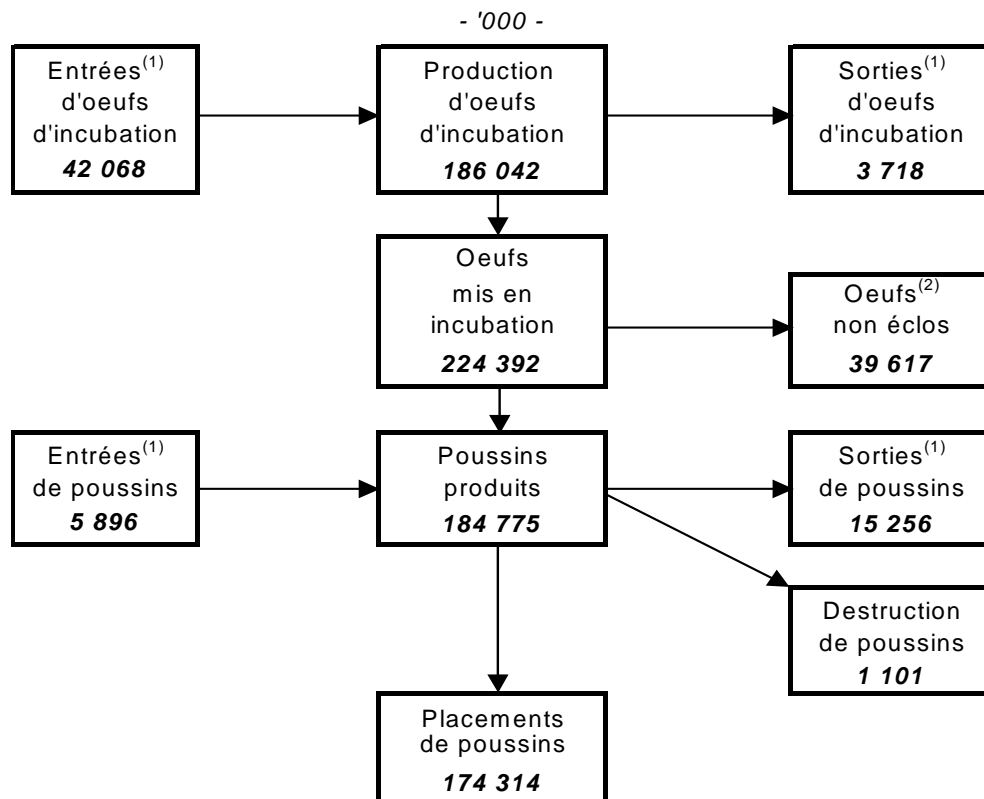 - '000 -
Entrées(1)
d'oeufs
d'incubation
42 068
Production
d'oeufs
d'incubation
186 042
Sorties(1)
d'oeufs
d'incubation
3 718
Oeufs
mis en
incubation
224 392
Oeufs(2)
non éclos
39 617
Entrées(1)
de poussins
5 896
Poussins
produits
184 775
Sorties(1)
de poussins
15 256
Destruction
de poussins
1 101
Placements
de poussins
174 314